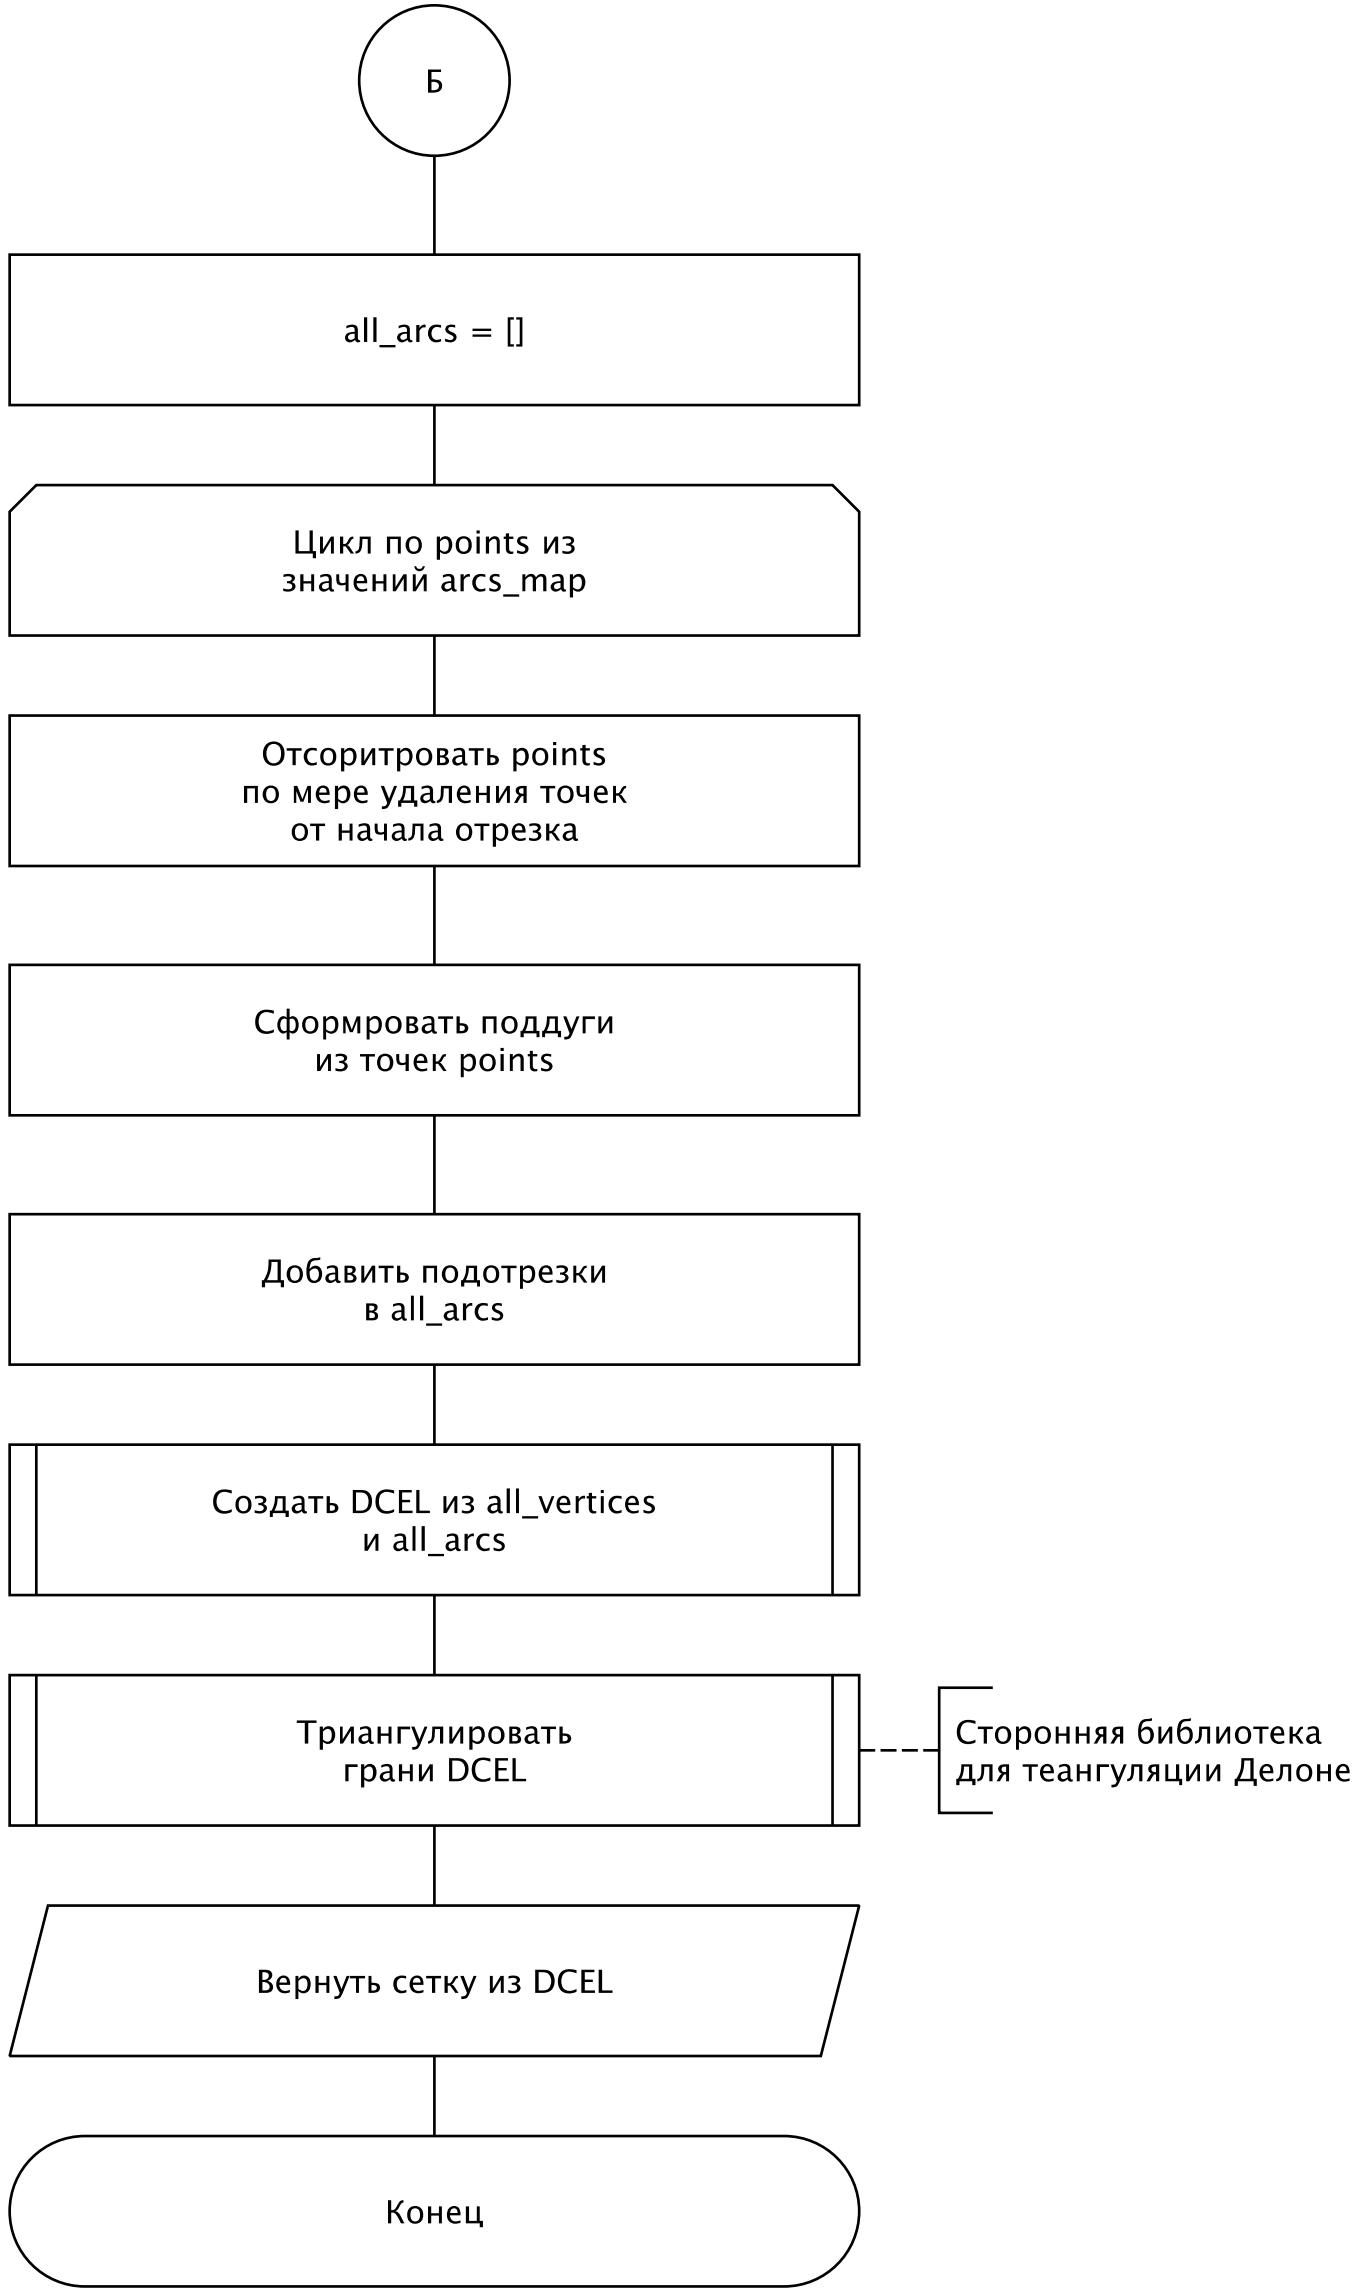 Б
all_arcs = []
Цикл по points из
значений arcs_map
Отсоритровать points
по мере удаления точек
от начала отрезка
Сформровать поддуги
из точек points
Добавить подотрезки
в all_arcs
Создать DCEL из all_vertices
и all_arcs
Триангулировать
грани DCEL
Сторонняя библиотека
для теангуляции Делоне
Вернуть сетку из DCEL
Конец